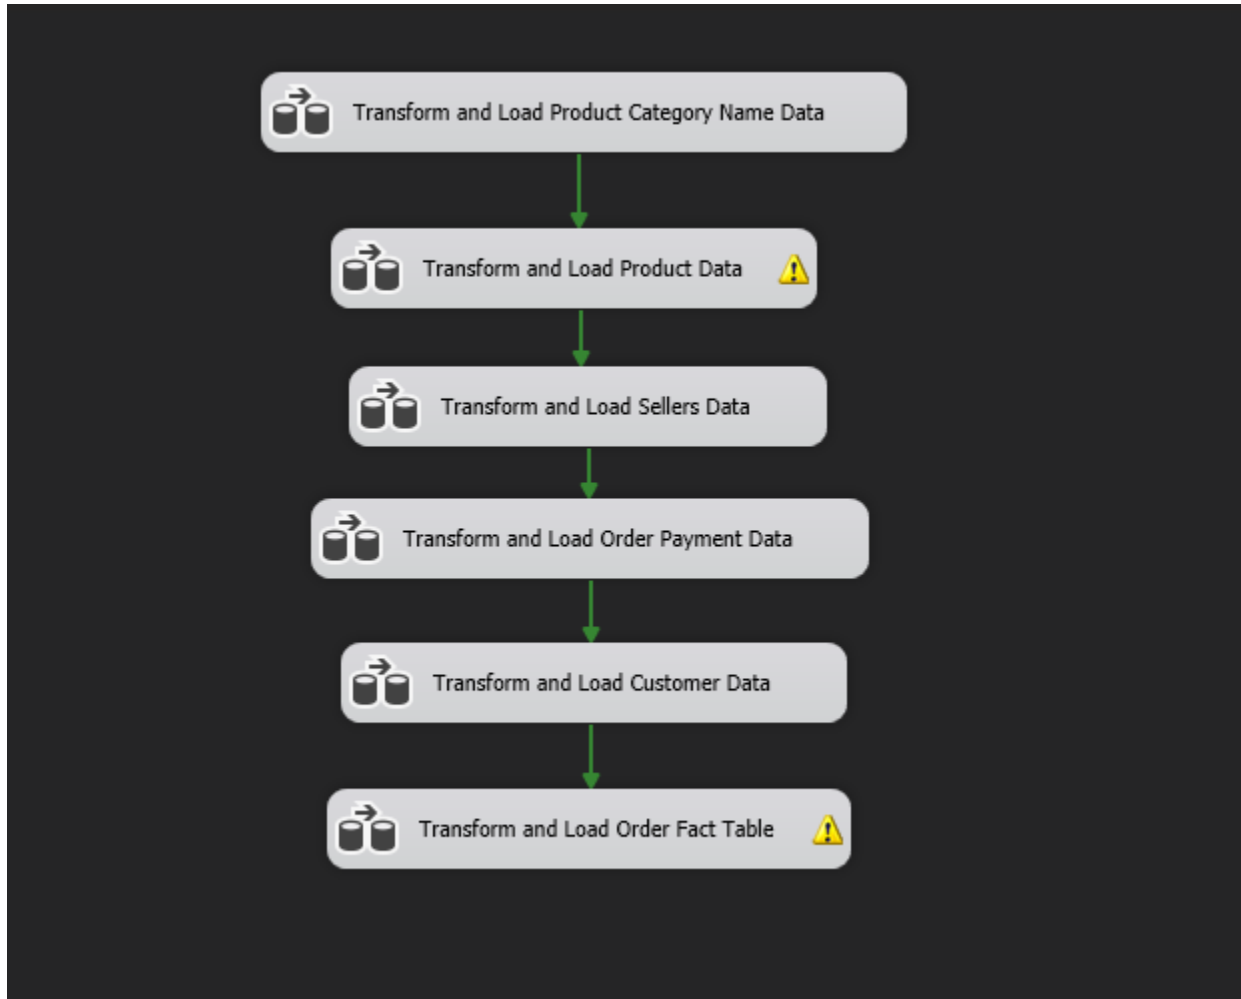 Transform and Load Product Category Name Data
Transform and Load Product Data
Transform and Load Sellers Data
Transform and Load Order Payment Data
Transform and Load Customer Data
Transform and Load Order Fact Table